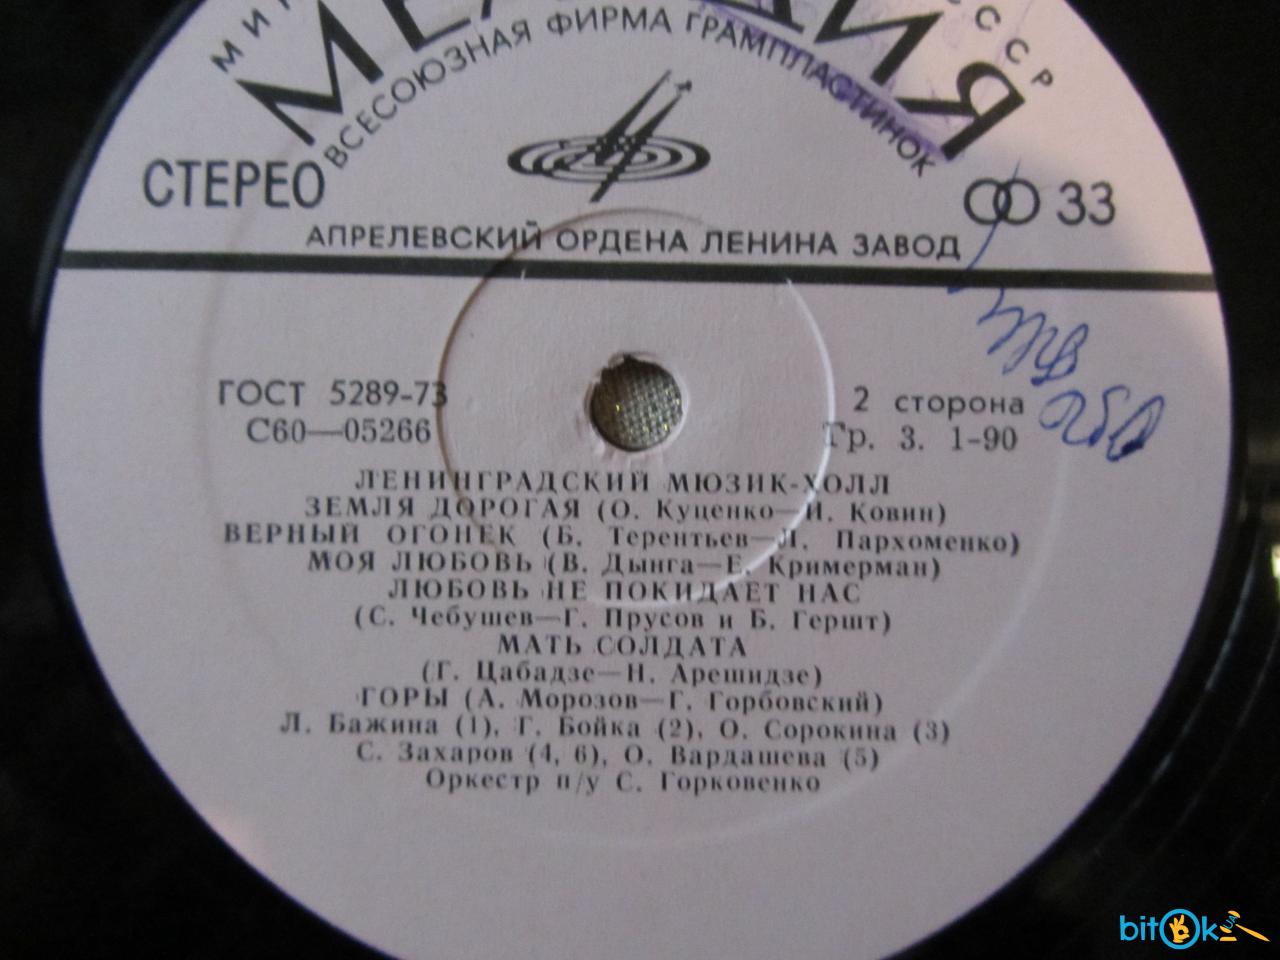 ВСЕСОЮЗНАЯ ФИРМА ГРАМПЛАСТИНОК
СТЕРЕО
33
АПРЕЛЕВСКИЙ ОРДЕНА ЛЕНИНА ЗАВОД
ГОСТ 5289-73
2 сторона
С60—05266
Гр. 3. 1-90
ЛЕНИНГРАДСКИЙ МЮЗИК-ХОЛЛ
ЗЕМЛЯ ДОРОГАЯ (О. Куценко—И. Ковин)
ВЕРНЫЙ ОГОНЕК (Б. Терентьев—Л. Пархоменко)
МОЯ ЛЮБОВЬ (В. Дынга—Е. Кримерман)
ЛЮБОВЬ НЕ ПОКИДАЕТ НАС
(С. Чебушев—Г. Прусов и Б. Гершт)
МАТЬ СОЛДАТА
(Г. Цабадзе—Н. Арешидзе)
ГОРЫ (А. Морозов—Г. Горбовский)
Л. Бажина (1), Г. Бойка (2), О. Сорокина (3)
С. Захаров (4, 6), О. Вардашева (5)
Оркестр п/у С. Горковенко
bitOk UA